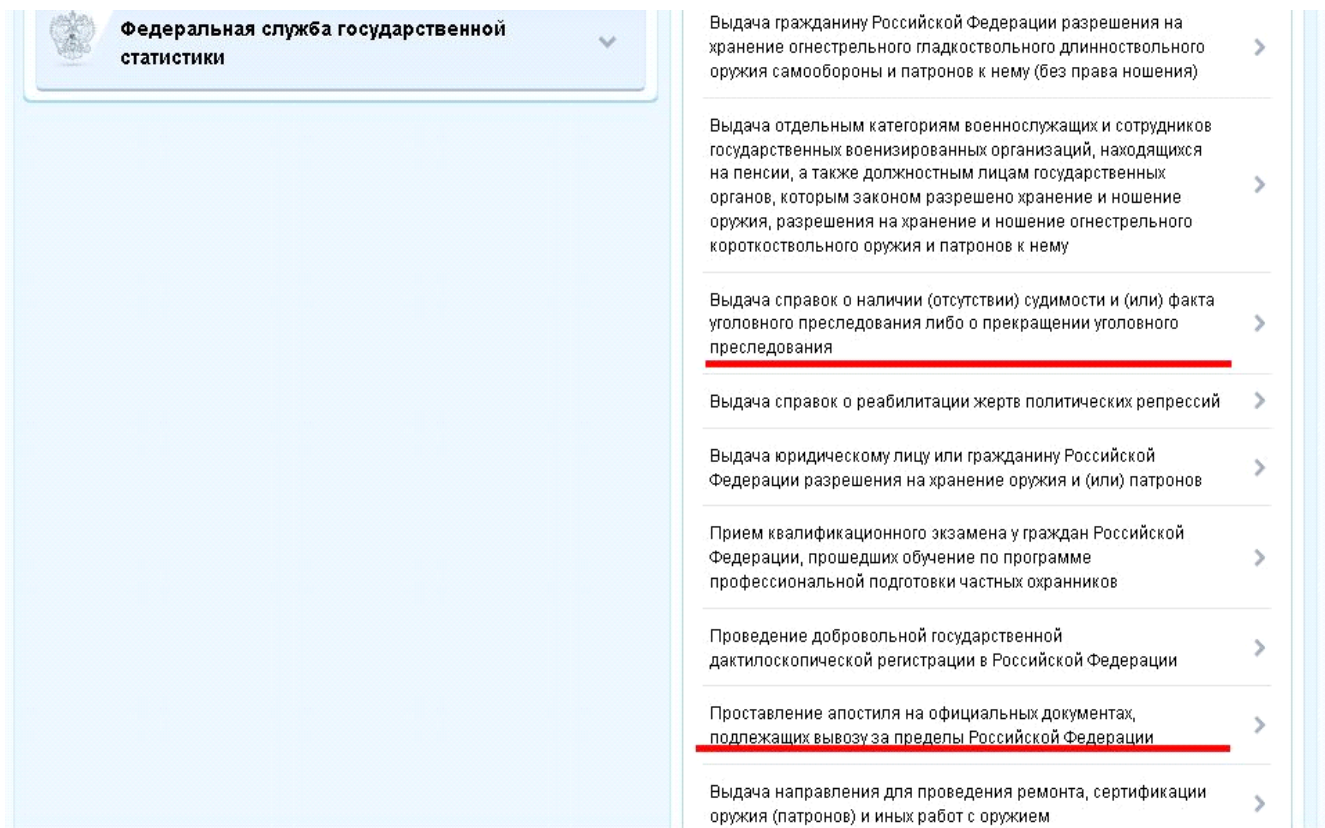 Федеральная служба государственной
статистики
Выдача гражданину Российской Федерации разрешения на
хранение огнестрельного гладкоствольного длинноствольного
оружия самообороны и патронов к нему (без права ношения)
Выдача отдельным категориям военнослужащих и сотрудников
государственных военизированных организаций, находящихся
на пенсии, а также должностным лицам государственных
органов, которым законом разрешено хранение и ношение
оружия, разрешения на хранение и ношение огнестрельного
короткоствольного оружия и патронов к нему
Выдача справок о наличии (отсутствии) судимости и (или) факта
уголовного преследования либо о прекращении уголовного
преследования
Выдача справок о реабилитации жертв политических репрессий
Выдача юридическому лицу или гражданину Российской
Федерации разрешения на хранение оружия и (или) патронов
Прием квалификационного экзамена у граждан Российской
Федерации, прошедших обучение по программе
профессиональной подготовки частных охранников
Проведение добровольной государственной
дактилоскопической регистрации в Российской Федерации
Проставление апостиля на официальных документах,
подлежащих вывозу за пределы Российской Федерации
Выдача направления для проведения ремонта, сертификации
оружия (патронов) и иных работ с оружием